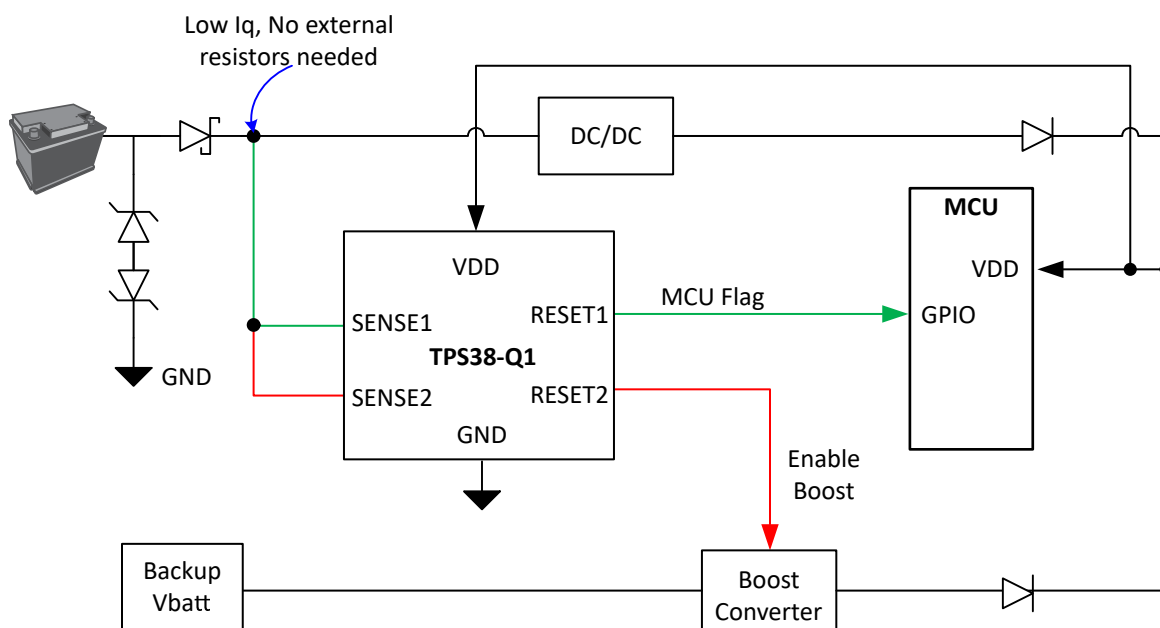 Low Iq, No external
resistors needed
DC/DC
MCU
VDD
VDD
RESET1
MCU Flag
GPIO
SENSE1
TPS38-Q1
GND
SENSE2
RESET2
GND
Enable
Boost
Backup
Vbatt
Boost
Converter